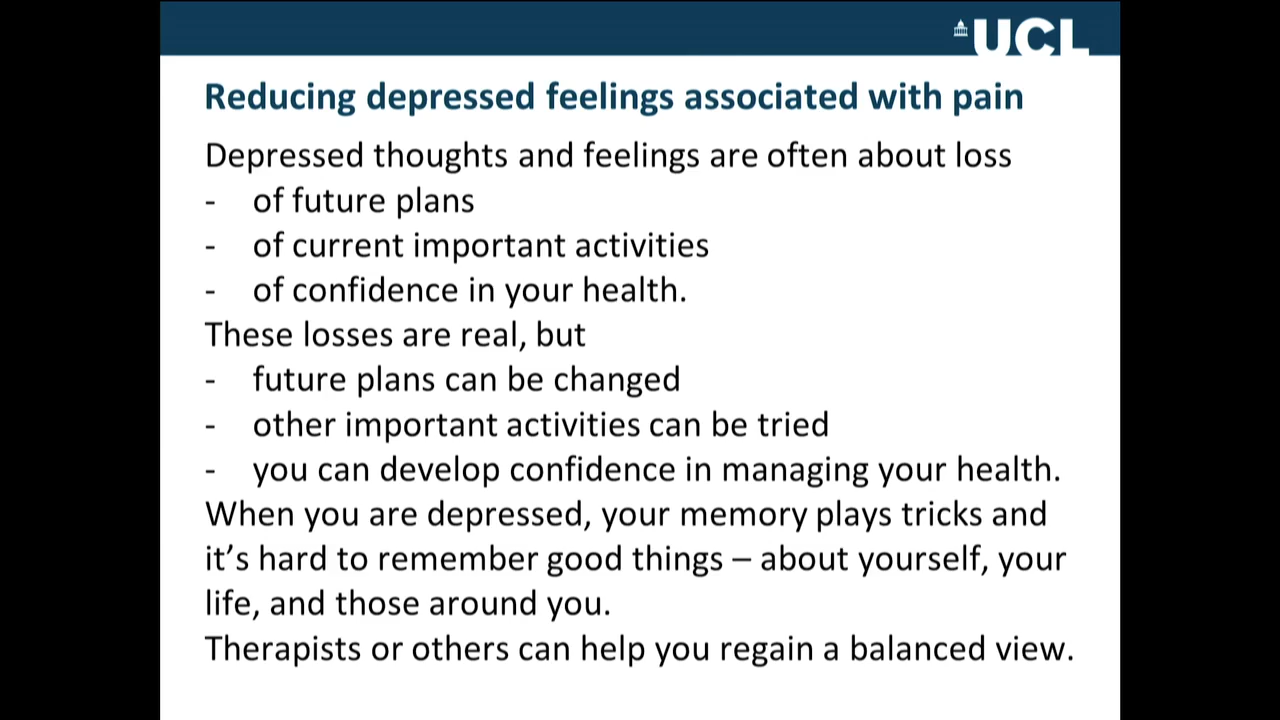 UCL
Reducing depressed feelings associated with pain
Depressed thoughts and feelings are often about loss
- of future plans
- of current important activities
- of confidence in your health.
These losses are real, but
- future plans can be changed
- other important activities can be tried
- you can develop confidence in managing your health.
When you are depressed, your memory plays tricks and
it’s hard to remember good things – about yourself, your
life, and those around you.
Therapists or others can help you regain a balanced view.